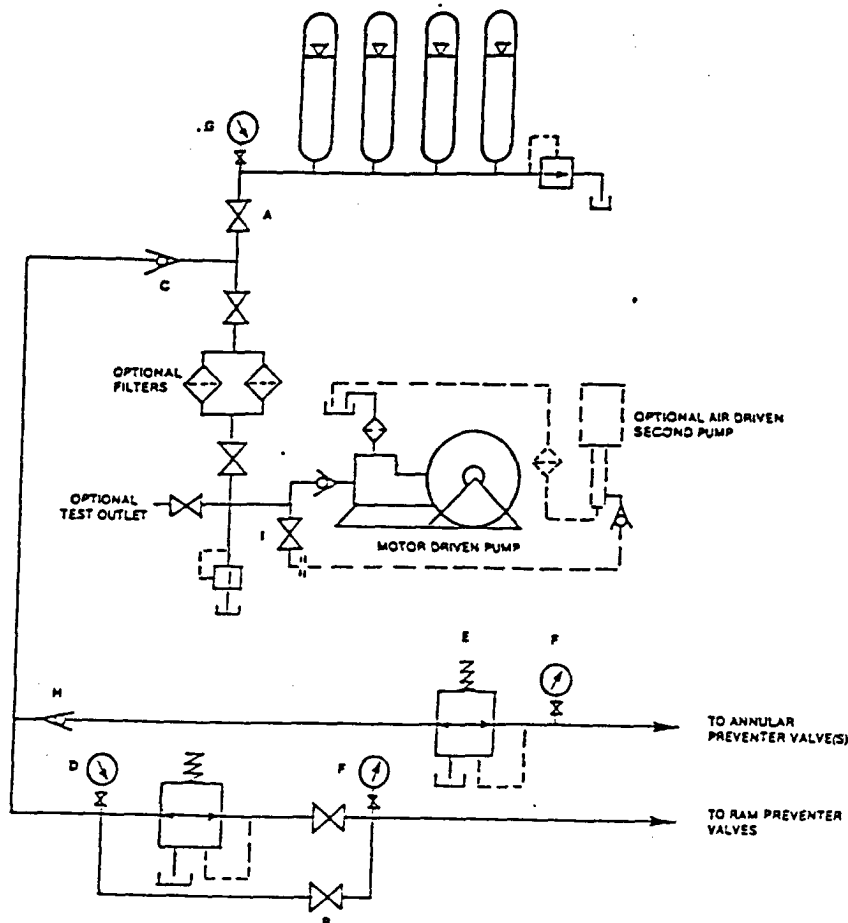 .G
A
C
OPTIONAL
FILTERS
OPTIONAL AIR DRIVEN
SECOND PUMP
OPTIONAL
TEST OUTLET
I
MOTOR DRIVEN PUMP
E
F
H
TO ANNULAR
PREVENTER VALVE(S)
D
F
TO RAM PREVENTER
VALVES